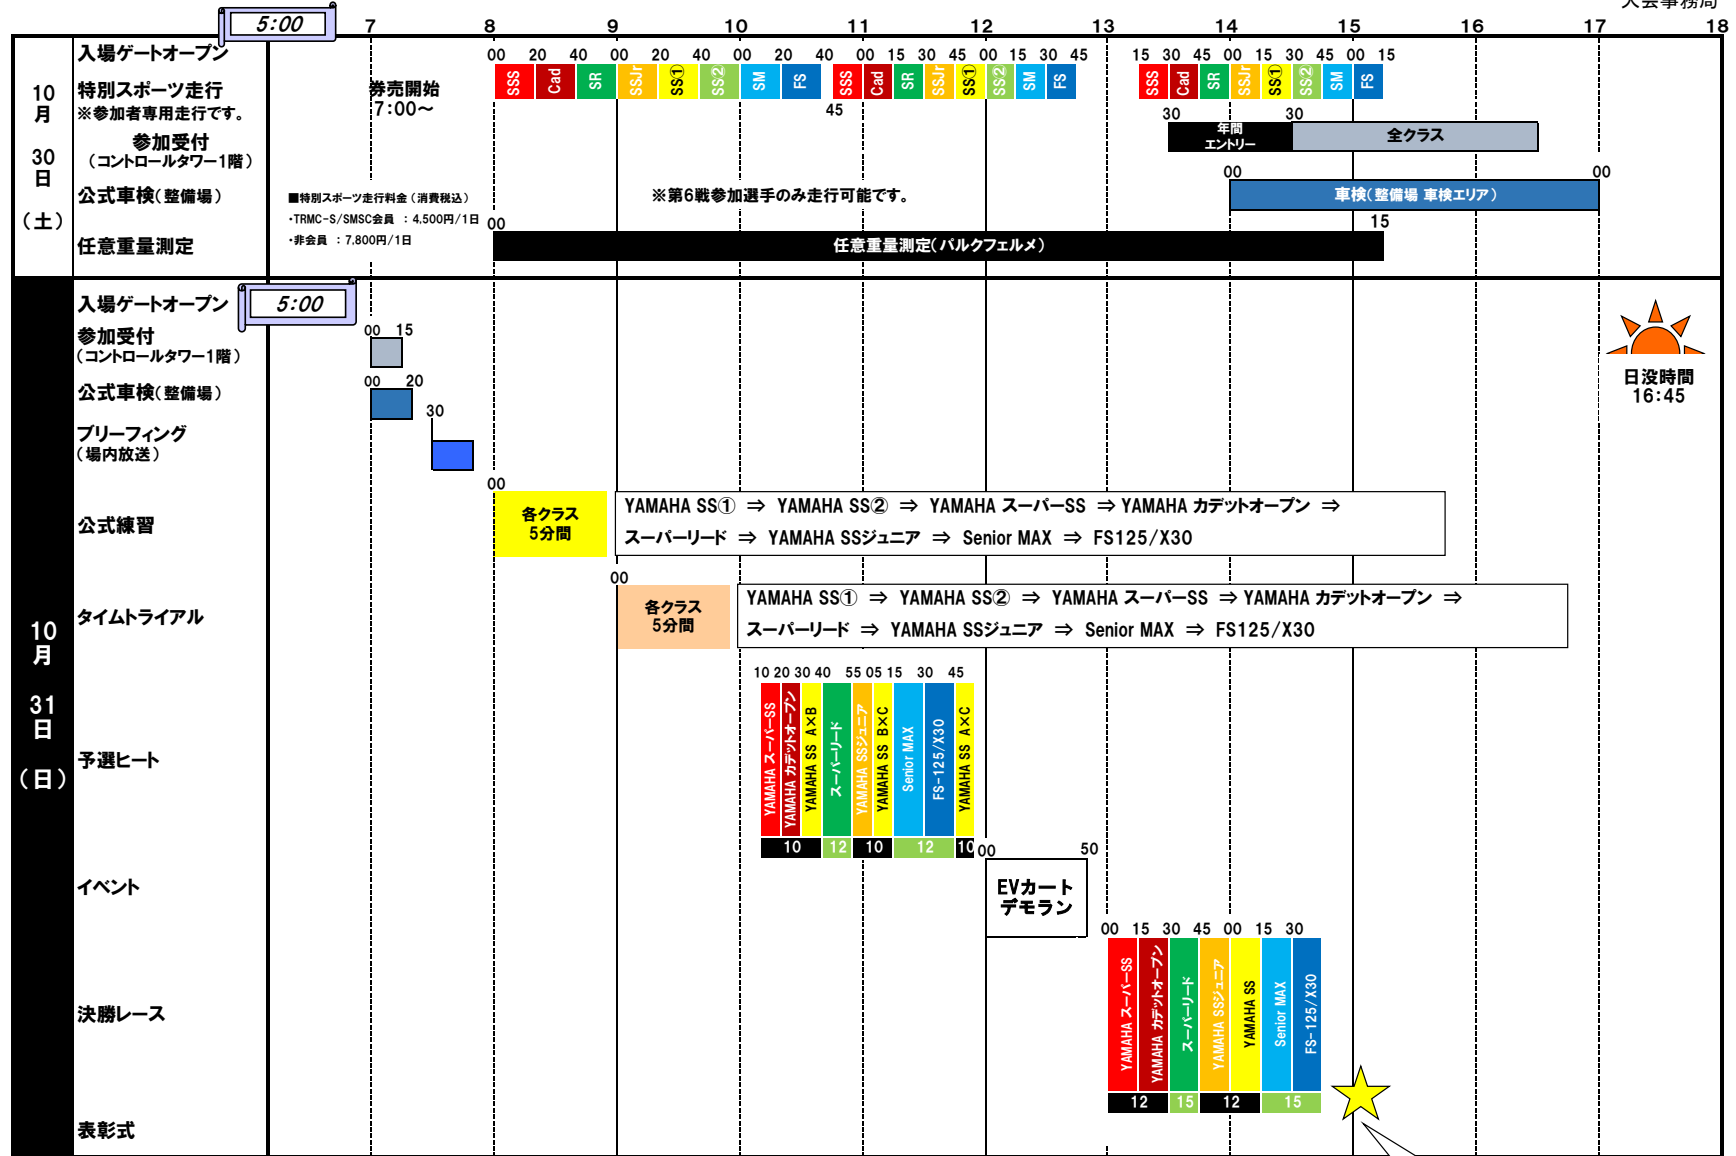 大会事務局
5:00
7 8 9 10 11 12 13 14 15 16 17 18
10月30日(土)
入場ゲートオープン
00 20 40 00 20 40 00 20 40 00 15 30 45 00 15 30 45 15 30 45 00 15 30 45 00 15
特別スポーツ走行
※参加者専用走行です。
券売開始
7:00～
SSS Cad SR SSJr SS① SS② SM FS SSS Cad SR SSJr SS① SS② SM FS SSS Cad SR SSJr SS① SS② SM FS
45
30 30
参加受付
(コントロールタワー1階)
年間
エントリー
全クラス
00 00
公式車検(整備場)
■特別スポーツ走行料金(消費税込)
・TRMC-S/SMSC会員 : 4,500円/1日
・非会員 : 7,800円/1日
※第6戦参加選手のみ走行可能です。
車検(整備場 車検エリア)
00 15
任意重量測定
任意重量測定(パルクフェルメ)
10月31日(日)
入場ゲートオープン
5:00
参加受付
(コントロールタワー1階)
00 15
公式車検(整備場)
00 20
日没時間
16:45
ブリーフィング
(場内放送)
30
00
公式練習
各クラス
5分間
YAMAHA SS① ⇒ YAMAHA SS② ⇒ YAMAHA スーパーSS ⇒ YAMAHA カデットオープン ⇒
スーパーリード ⇒ YAMAHA SSジュニア ⇒ Senior MAX ⇒ FS125/X30
00
タイムトライアル
各クラス
5分間
YAMAHA SS① ⇒ YAMAHA SS② ⇒ YAMAHA スーパーSS ⇒ YAMAHA カデットオープン ⇒
スーパーリード ⇒ YAMAHA SSジュニア ⇒ Senior MAX ⇒ FS125/X30
10 20 30 40 55 05 15 30 45
予選ヒート
YAMAHA スーパーSS
YAMAHA カデットオープン
YAMAHA SS A×B
スーパーリード
YAMAHA SSジュニア
YAMAHA SS B×C
Senior MAX
FS-125/X30
YAMAHA SS A×C
10 12 10 12 10
00 50
イベント
EVカート
デモラン
00 15 30 45 00 15 30
決勝レース
YAMAHA スーパーSS
YAMAHA カデットオープン
スーパーリード
YAMAHA SSジュニア
YAMAHA SS
Senior MAX
FS-125/X30
12 15 12 15
表彰式